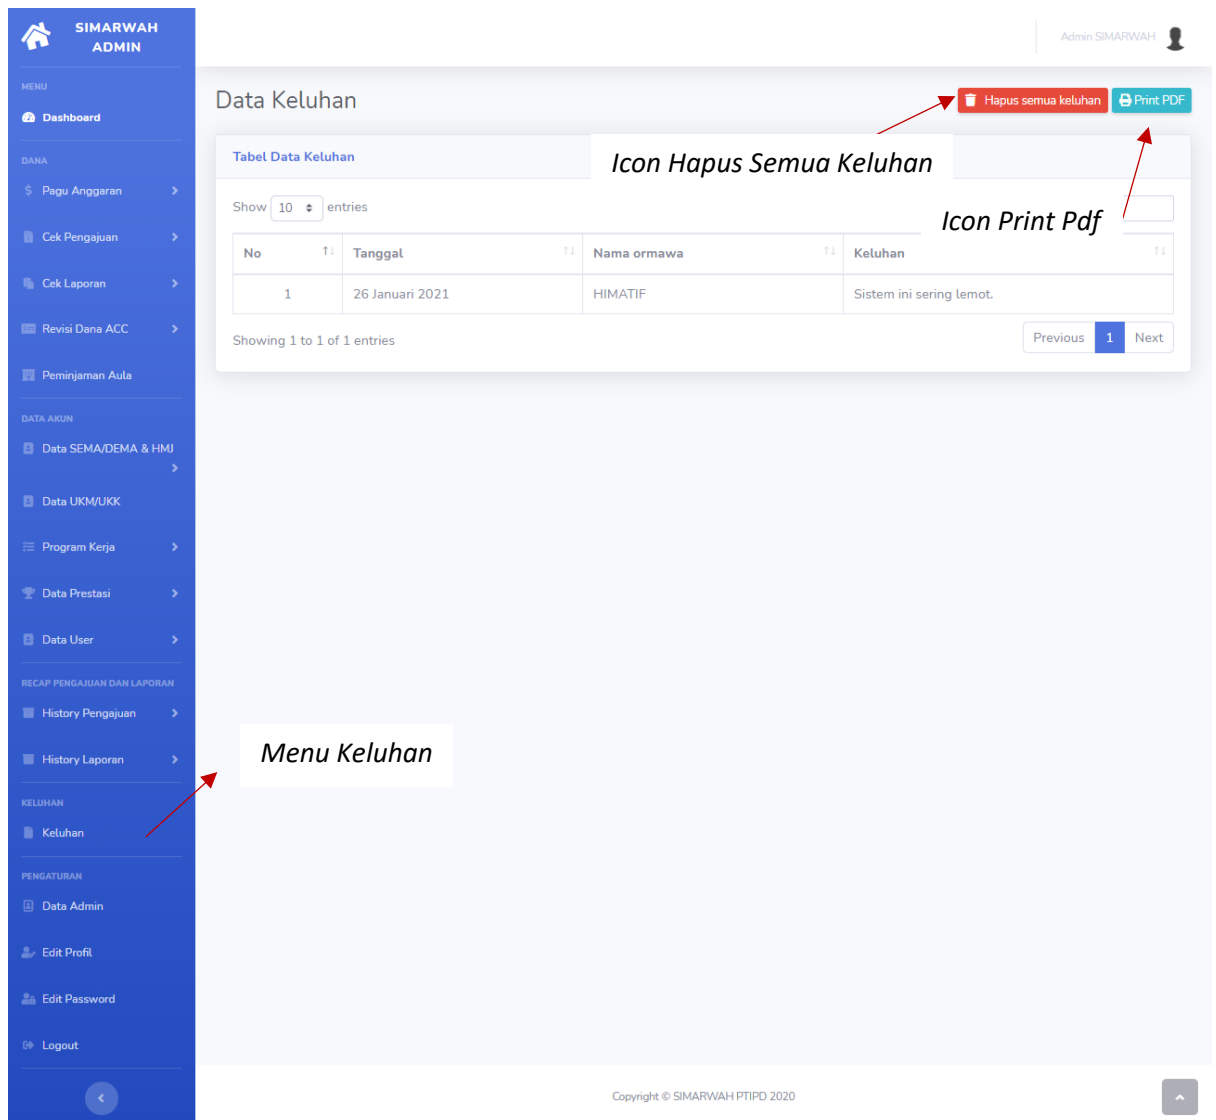 SIMARWAH
ADMIN
Admin SIMARWAH
MENU
Dashboard
DANA
Pagu Anggaran
Cek Pengajuan
Cek Laporan
Revisi Dana ACC
Peminjaman Aula
DATA AKUN
Data SEMA/DEMA & HMJ
Data UKM/UKK
Program Kerja
Data Prestasi
Data User
RECAP PENGAJUAN DAN LAPORAN
History Pengajuan
History Laporan
KELUHAN
Keluhan
PENGATURAN
Data Admin
Edit Profil
Edit Password
Logout
Data Keluhan
Hapus semua keluhan
Print PDF
Tabel Data Keluhan
Icon Hapus Semua Keluhan
Show 10 entries
Icon Print Pdf
No Tanggal Nama ormawa Keluhan
1 26 Januari 2021 HIMATIF Sistem ini sering lemot.
Showing 1 to 1 of 1 entries
Previous 1 Next
Menu Keluhan
Copyright © SIMARWAH PTIPD 2020